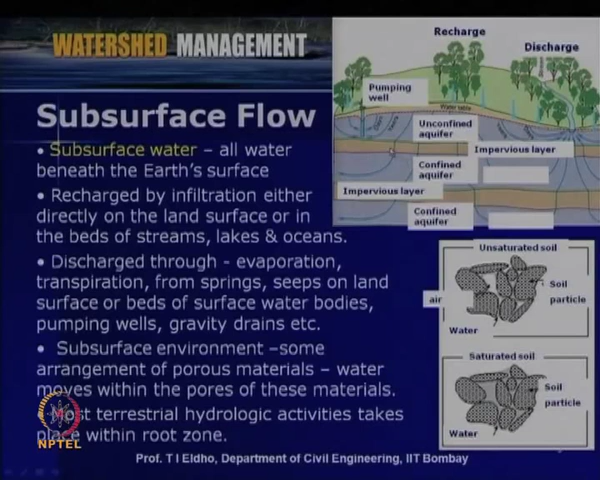 WATERSHED MANAGEMENT
Subsurface Flow
• Subsurface water – all water
beneath the Earth's surface
• Recharged by infiltration either
directly on the land surface or in
the beds of streams, lakes & oceans.
• Discharged through - evaporation,
transpiration, from springs, seeps on land
surface or beds of surface water bodies,
pumping wells, gravity drains etc.
• Subsurface environment –some
arrangement of porous materials – water
moves within the pores of these materials.
• Most terrestrial hydrologic activities takes
place within root zone.
NPTEL
Prof. T I Eldho, Department of Civil Engineering, IIT Bombay
Recharge
Discharge
Pumping
well
Water table
Unconfined
aquifer
Impervious layer
Confined
aquifer
Impervious layer
Confined
aquifer
Unsaturated soil
Soil
particle
air
Water
Saturated soil
Soil
particle
Water